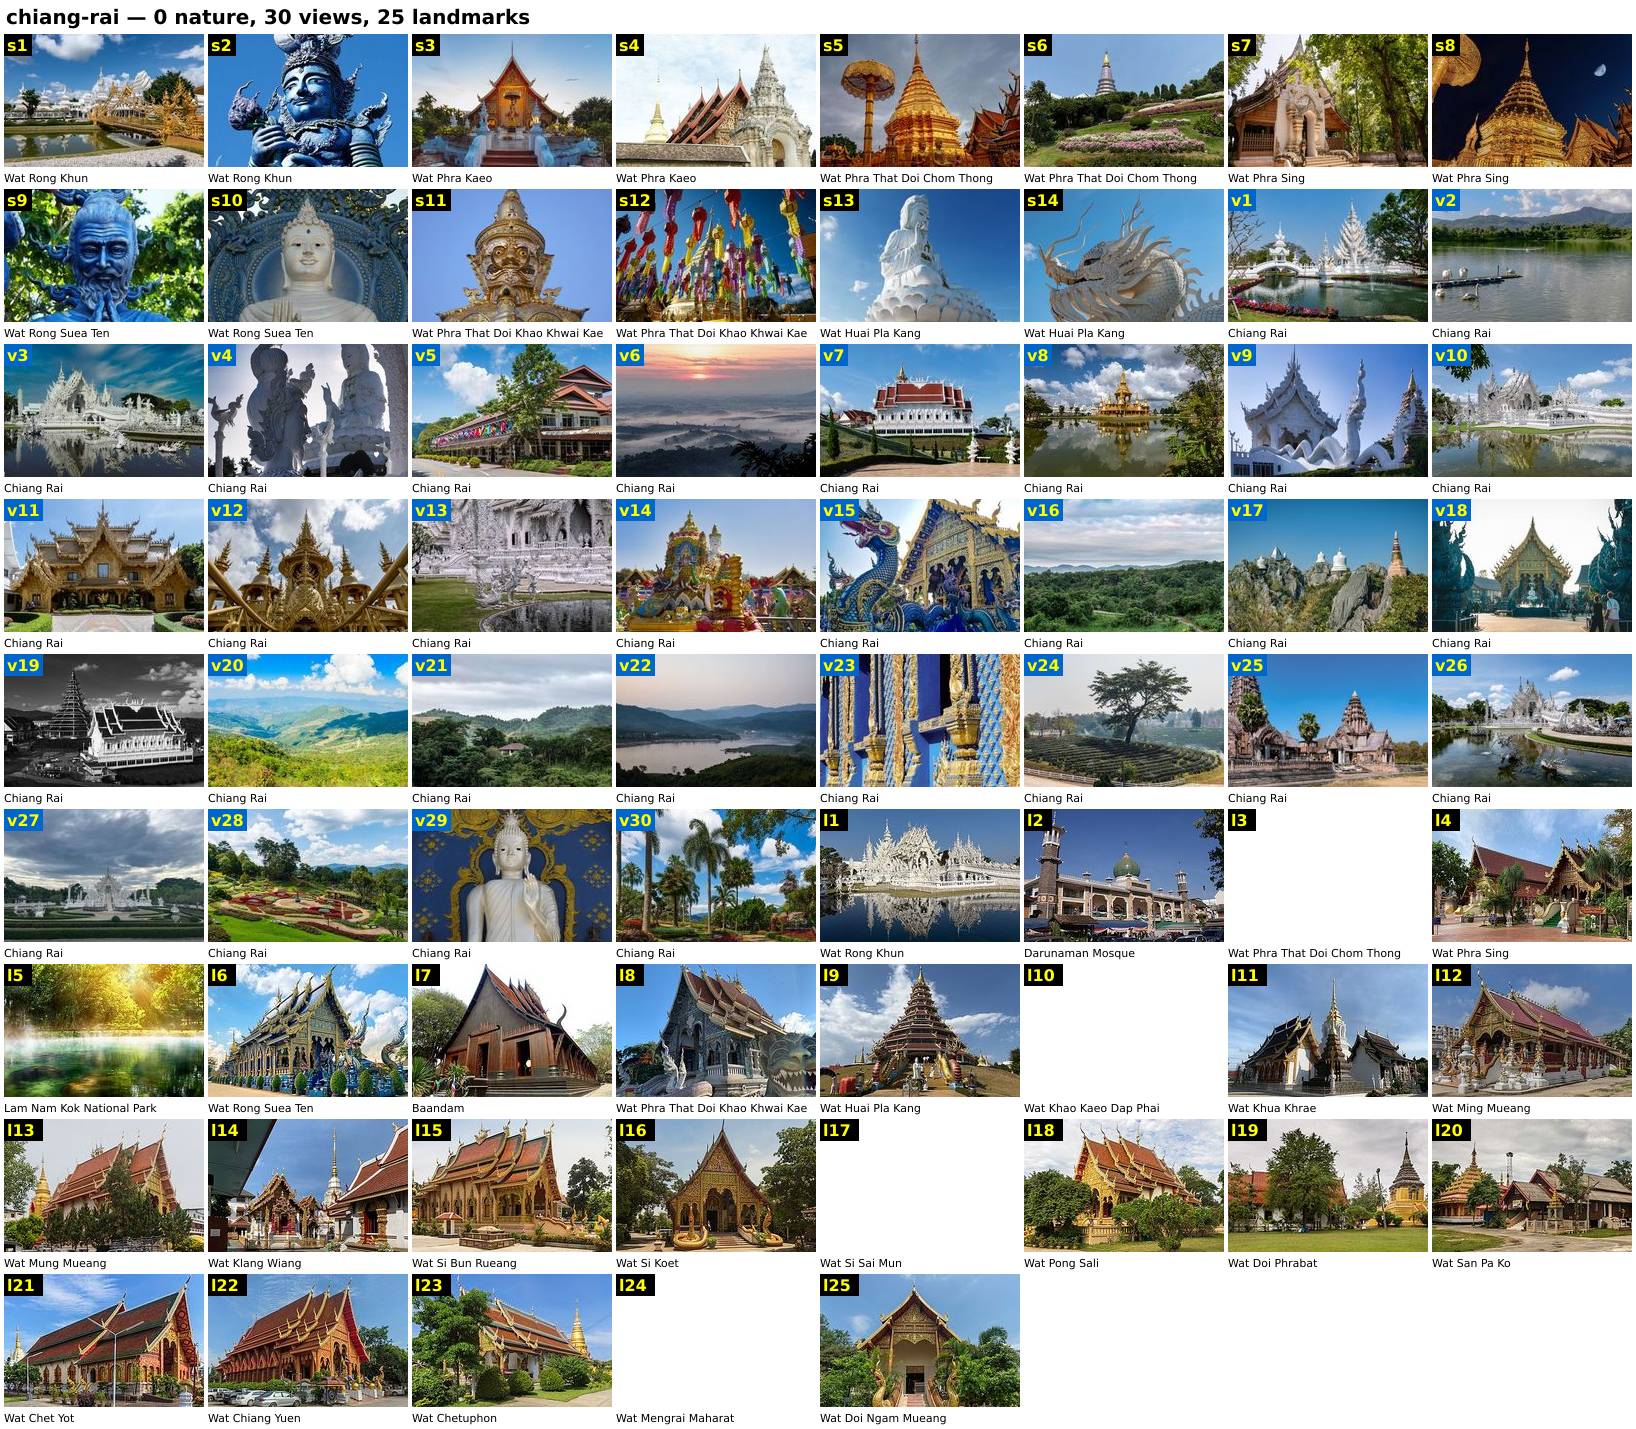 chiang-rai — 0 nature, 30 views, 25 landmarks
s1
s2
s3
s4
s5
s6
s7
s8
Wat Rong Khun
Wat Rong Khun
Wat Phra Kaeo
Wat Phra Kaeo
Wat Phra That Doi Chom Thong
Wat Phra That Doi Chom Thong
Wat Phra Sing
Wat Phra Sing
s9
s10
s11
s12
s13
s14
v1
v2
Wat Rong Suea Ten
Wat Rong Suea Ten
Wat Phra That Doi Khao Khwai Kae
Wat Phra That Doi Khao Khwai Kae
Wat Huai Pla Kang
Wat Huai Pla Kang
Chiang Rai
Chiang Rai
v3
v4
v5
v6
v7
v8
v9
v10
Chiang Rai
Chiang Rai
Chiang Rai
Chiang Rai
Chiang Rai
Chiang Rai
Chiang Rai
Chiang Rai
v11
v12
v13
v14
v15
v16
v17
v18
Chiang Rai
Chiang Rai
Chiang Rai
Chiang Rai
Chiang Rai
Chiang Rai
Chiang Rai
Chiang Rai
v19
v20
v21
v22
v23
v24
v25
v26
Chiang Rai
Chiang Rai
Chiang Rai
Chiang Rai
Chiang Rai
Chiang Rai
Chiang Rai
Chiang Rai
v27
v28
v29
v30
l1
l2
l3
l4
Chiang Rai
Chiang Rai
Chiang Rai
Chiang Rai
Wat Rong Khun
Darunaman Mosque
Wat Phra That Doi Chom Thong
Wat Phra Sing
l5
l6
l7
l8
l9
l10
l11
l12
Lam Nam Kok National Park
Wat Rong Suea Ten
Baandam
Wat Phra That Doi Khao Khwai Kae
Wat Huai Pla Kang
Wat Khao Kaeo Dap Phai
Wat Khua Khrae
Wat Ming Mueang
l13
l14
l15
l16
l17
l18
l19
l20
Wat Mung Mueang
Wat Klang Wiang
Wat Si Bun Rueang
Wat Si Koet
Wat Si Sai Mun
Wat Pong Sali
Wat Doi Phrabat
Wat San Pa Ko
l21
l22
l23
l24
l25
Wat Chet Yot
Wat Chiang Yuen
Wat Chetuphon
Wat Mengrai Maharat
Wat Doi Ngam Mueang